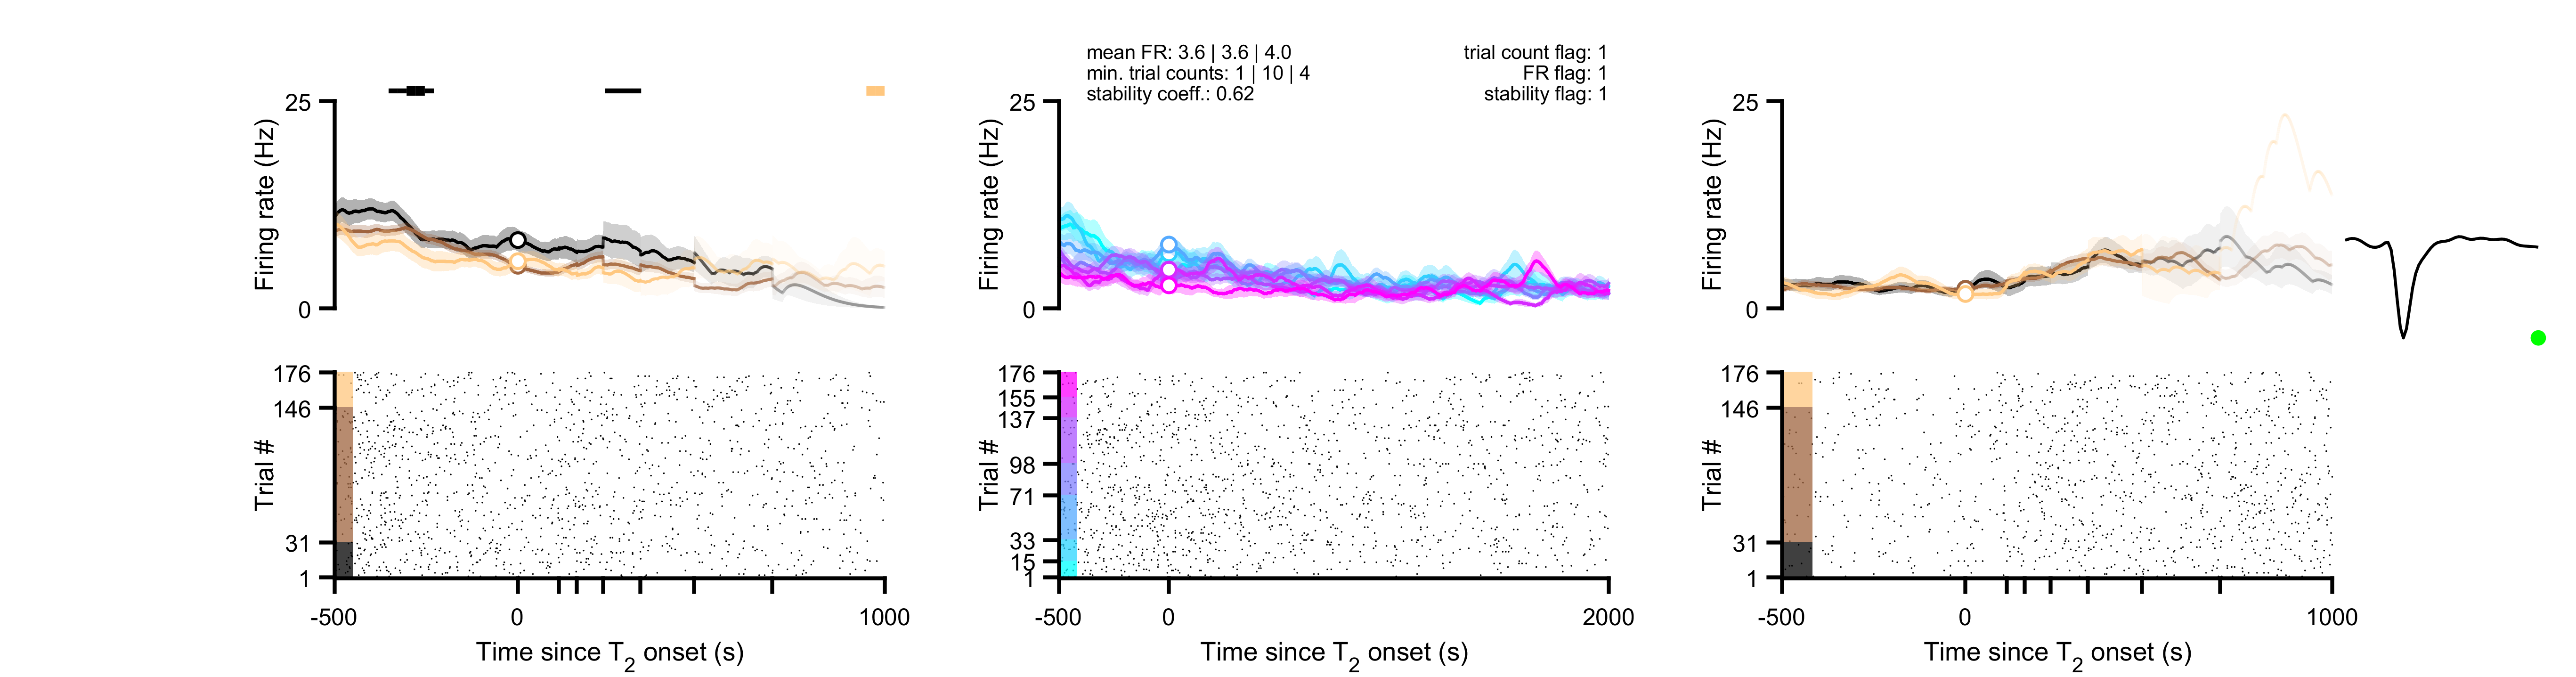 mean FR: 3.6 | 3.6 | 4.0
min. trial counts: 1 | 10 | 4
stability coeff.: 0.62
trial count flag: 1
FR flag: 1
stability flag: 1
25
0
Firing rate (Hz)
176
146
31
1
Trial #
-500
0
1000
Time since T2 onset (s)
25
0
Firing rate (Hz)
176
155
137
98
71
33
15
1
Trial #
-500
0
2000
Time since T2 onset (s)
25
0
Firing rate (Hz)
176
146
31
1
Trial #
-500
0
1000
Time since T2 onset (s)